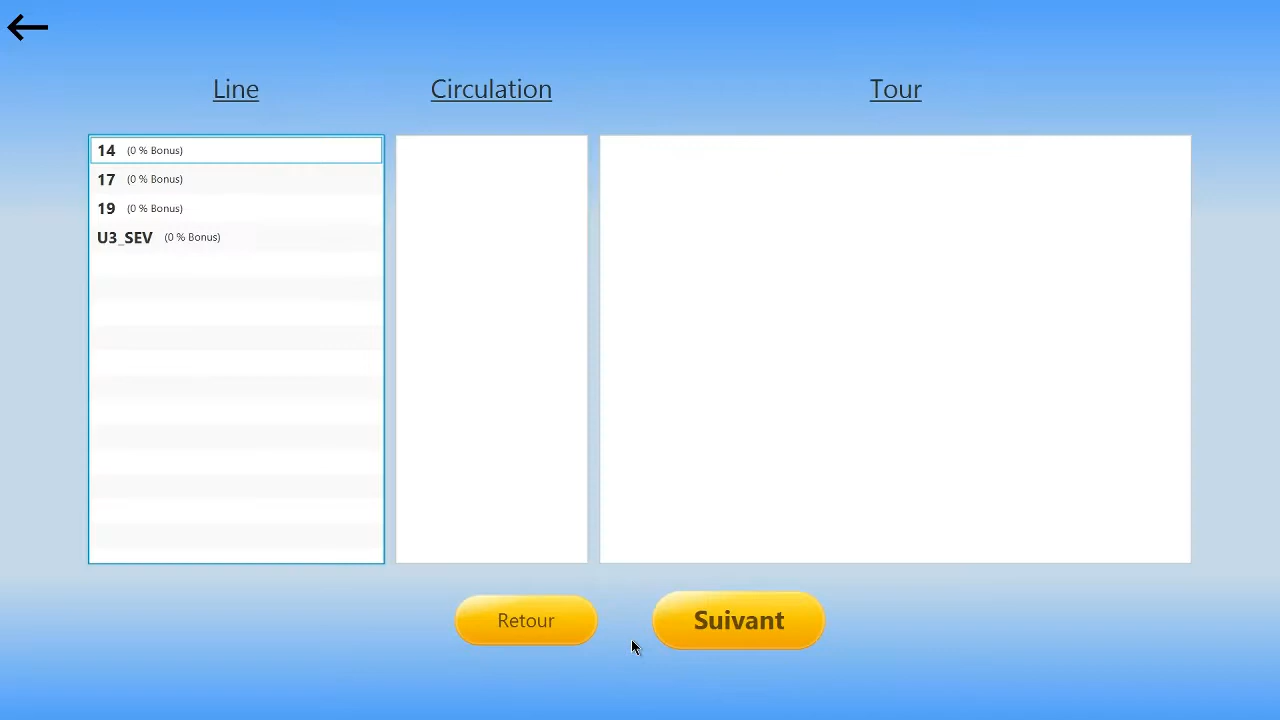 Line
Circulation
Tour
14 (0 % Bonus)
17 (0 % Bonus)
19 (0 % Bonus)
U3_SEV (0 % Bonus)
Retour
Suivant